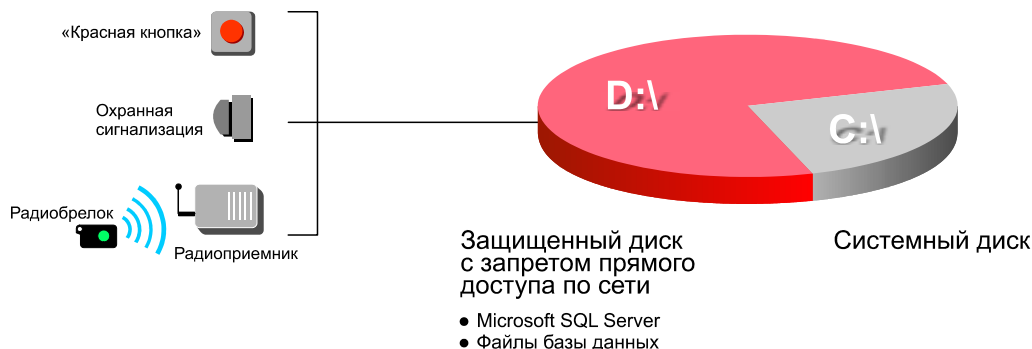 «Красная кнопка»
Охранная
сигнализация
Радиобрелок
Радиоприемник
D:\
C:\
Защищенный диск
с запретом прямого
доступа по сети
• Microsoft SQL Server
• Файлы базы данных
Системный диск